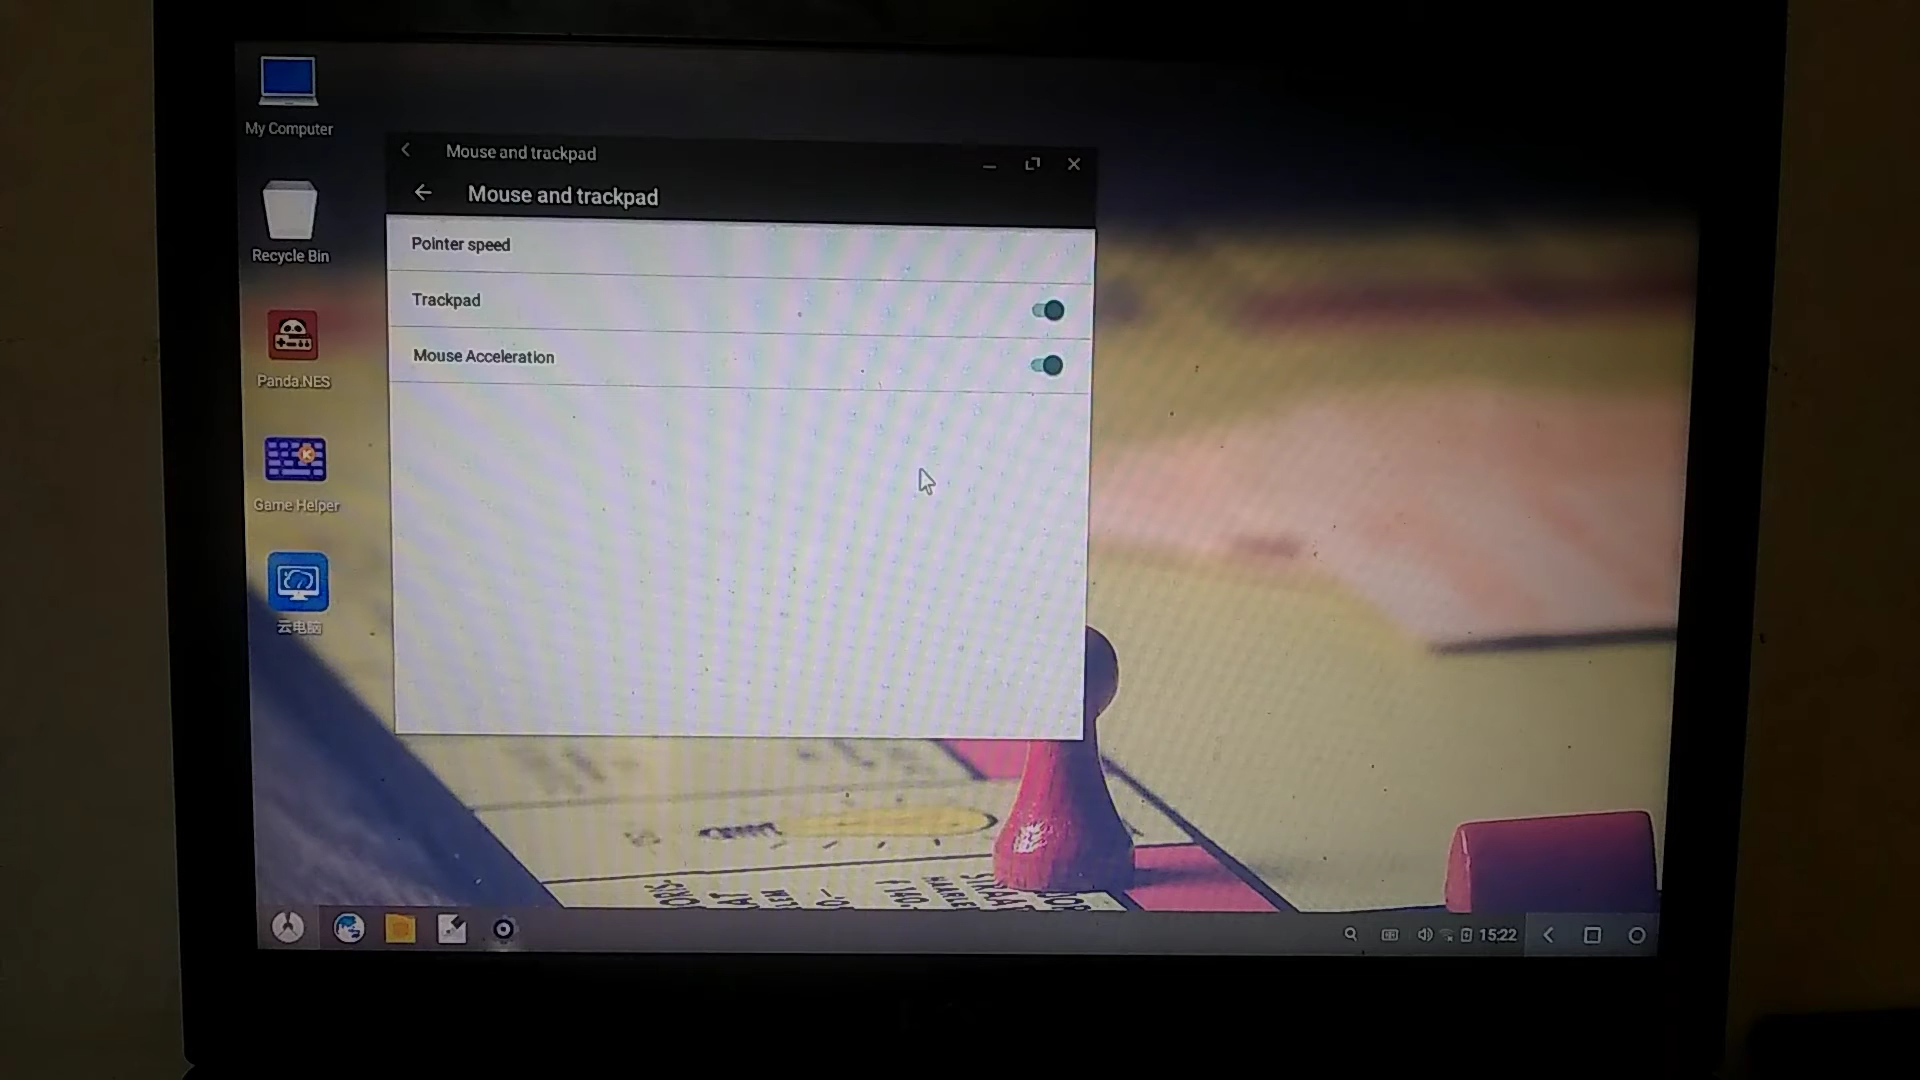 My Computer
Recycle Bin
Panda.NES
Game Helper
云电脑
Mouse and trackpad
Mouse and trackpad
Pointer speed
Trackpad
Mouse Acceleration
15:22